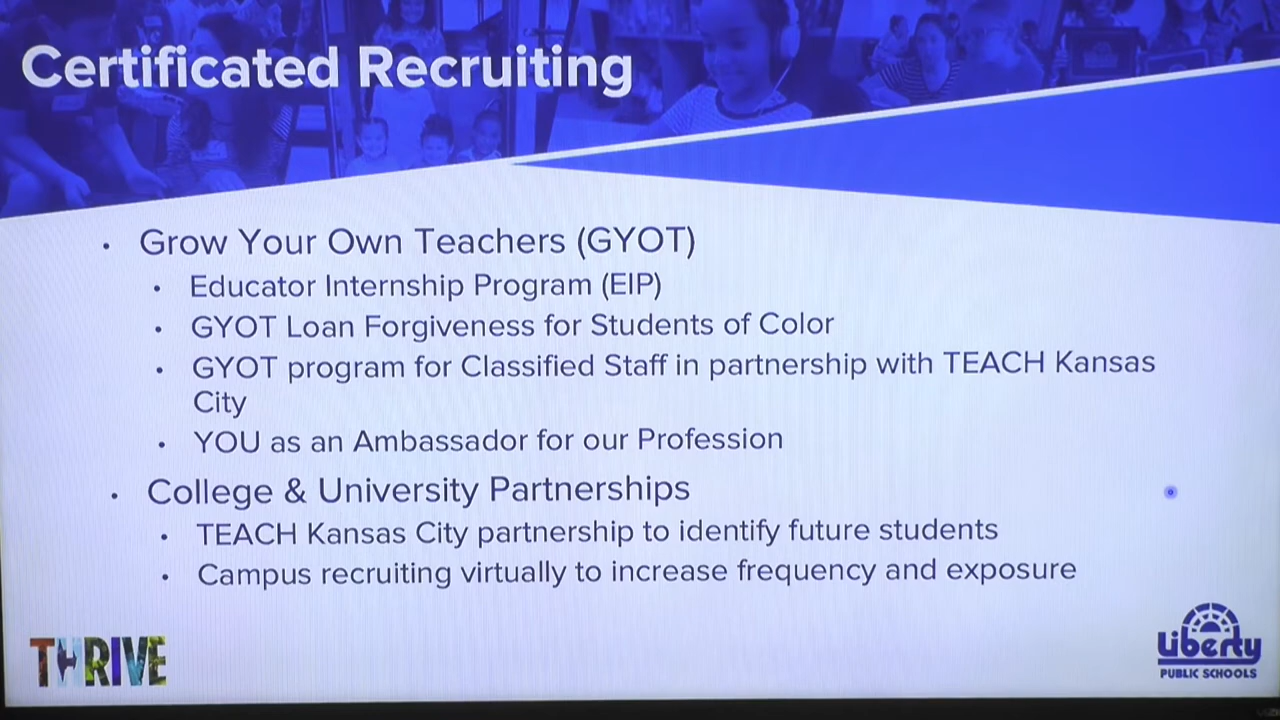 Certificated Recruiting
• Grow Your Own Teachers (GYOT)
• Educator Internship Program (EIP)
• GYOT Loan Forgiveness for Students of Color
• GYOT program for Classified Staff in partnership with TEACH Kansas
City
• YOU as an Ambassador for our Profession
• College & University Partnerships
• TEACH Kansas City partnership to identify future students
• Campus recruiting virtually to increase frequency and exposure
THRIVE
Liberty
PUBLIC SCHOOLS